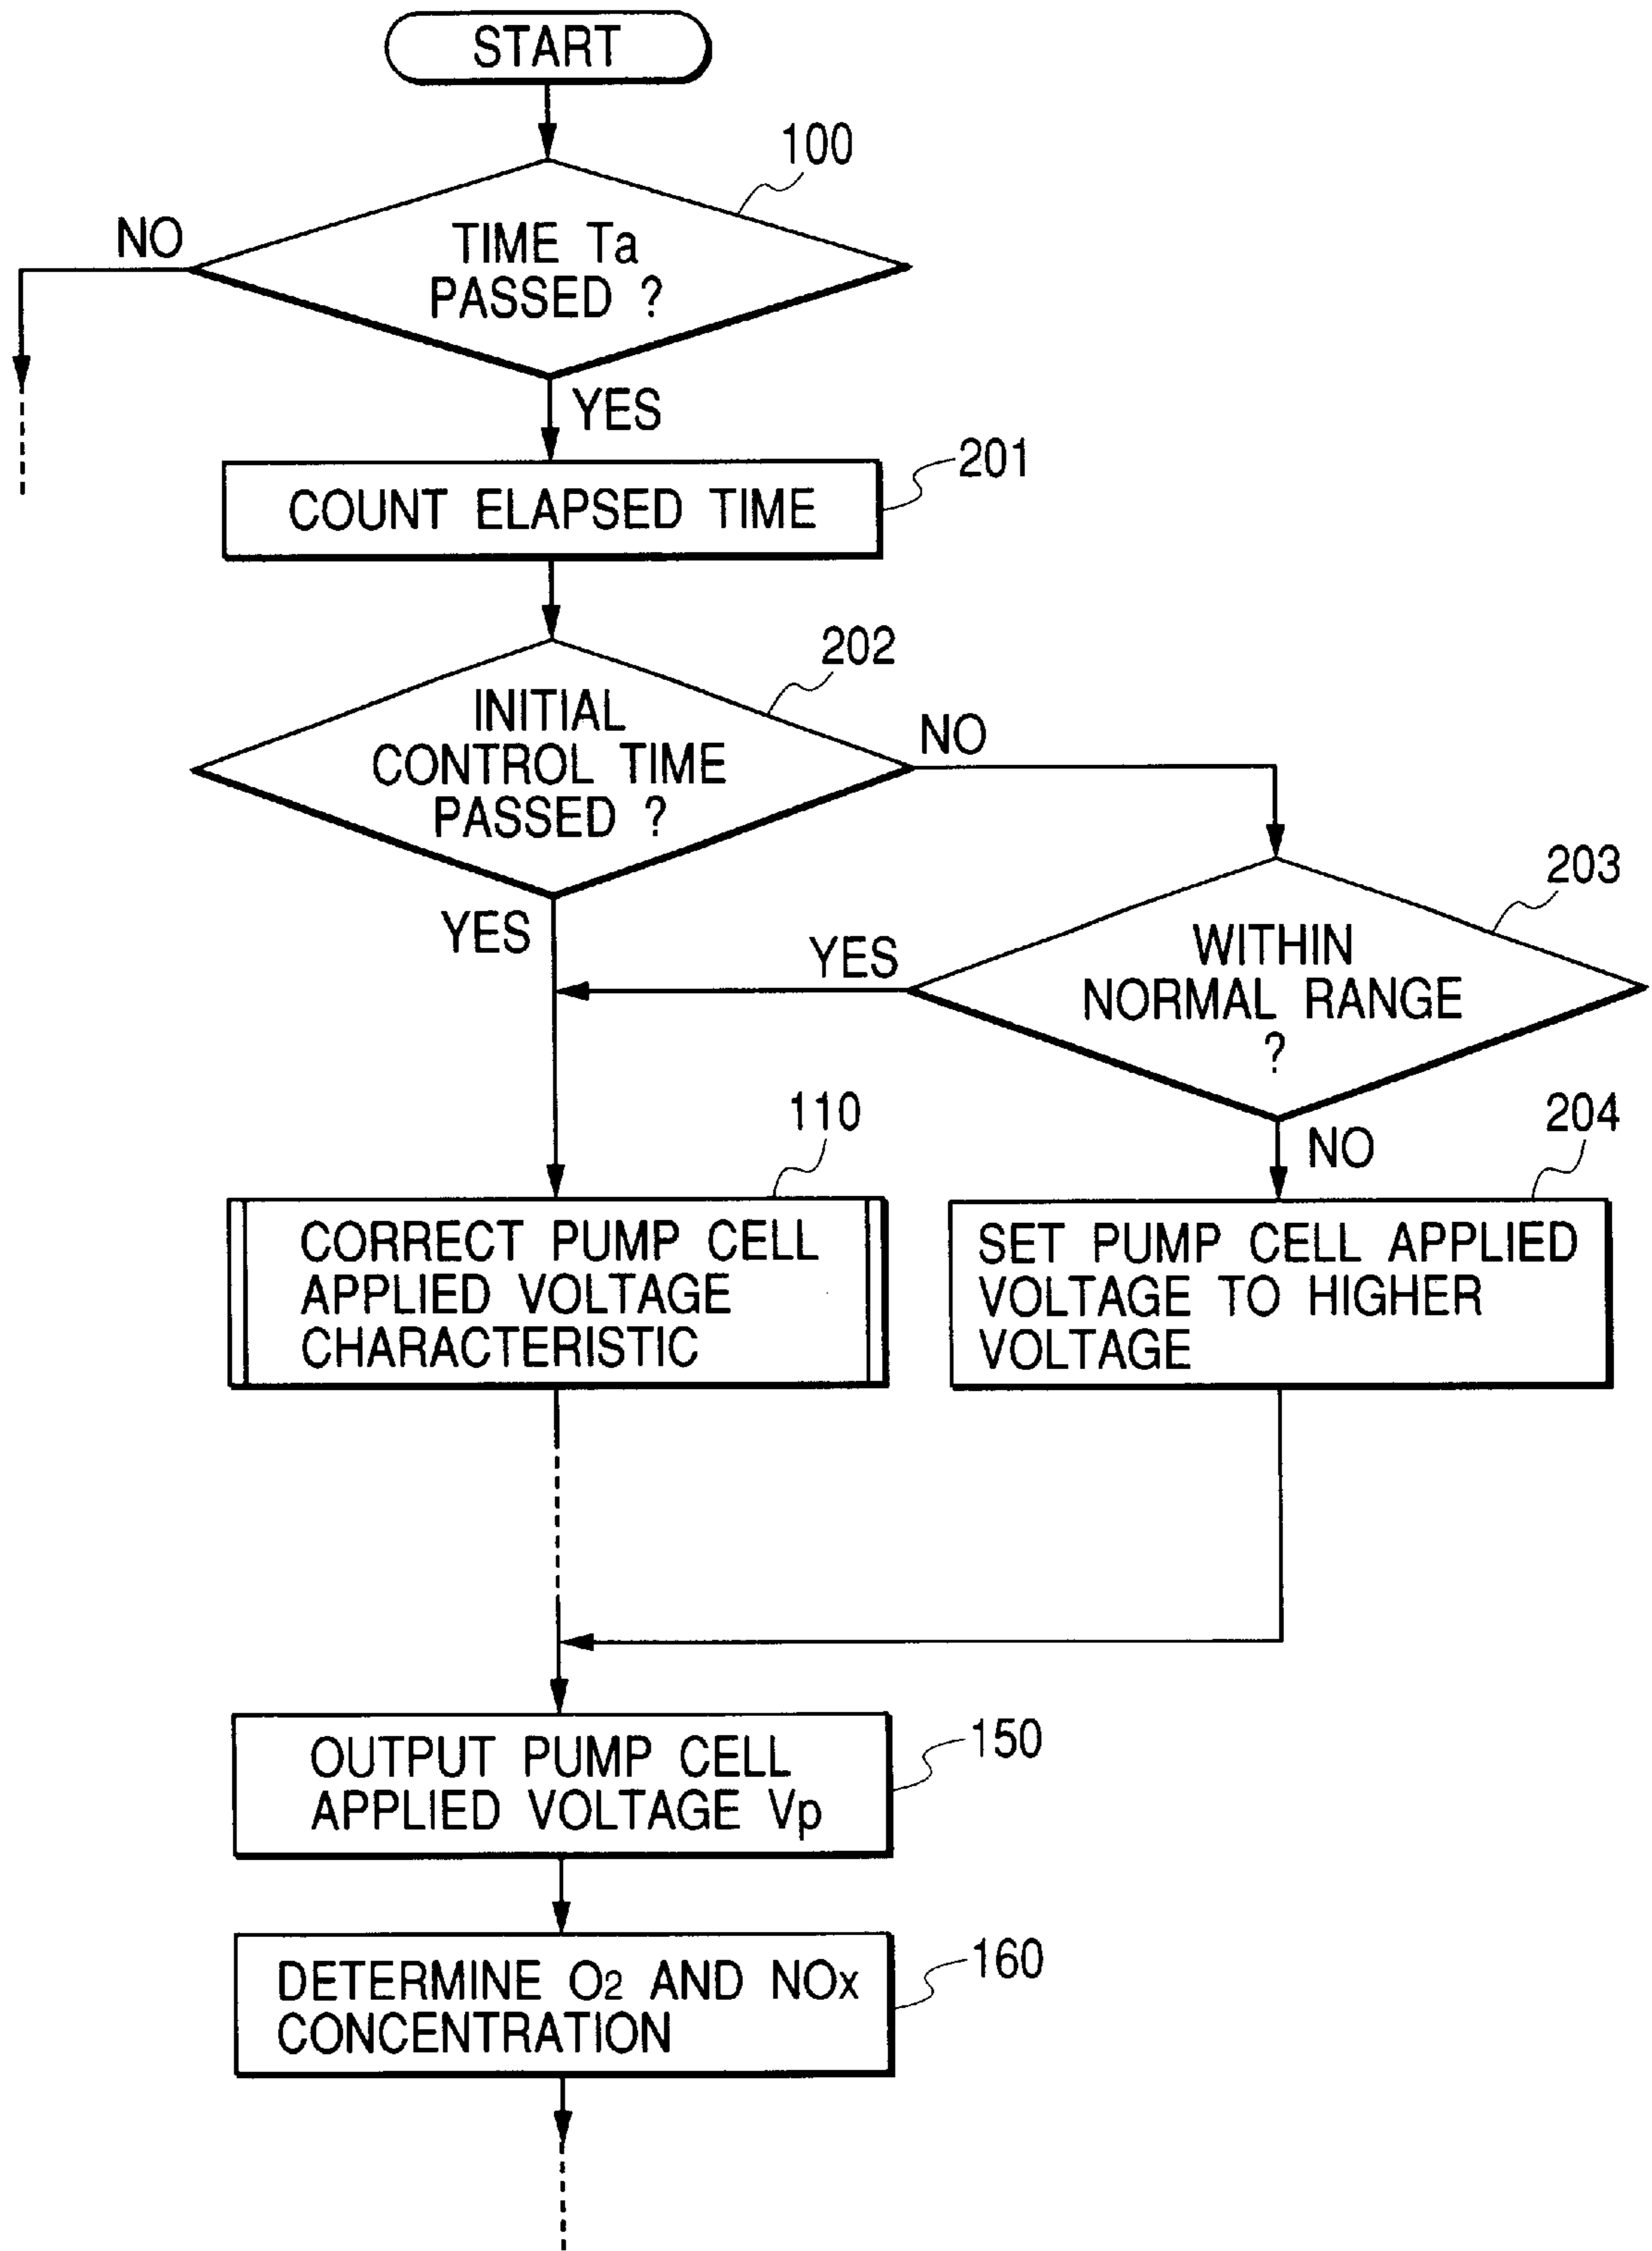 START
100
NO
TIME Ta
PASSED ?
YES
201
COUNT ELAPSED TIME
202
INITIAL
CONTROL TIME
PASSED ?
NO
203
YES
YES
WITHIN
NORMAL RANGE
?
110
204
NO
CORRECT PUMP CELL
APPLIED VOLTAGE
CHARACTERISTIC
SET PUMP CELL APPLIED
VOLTAGE TO HIGHER
VOLTAGE
150
OUTPUT PUMP CELL
APPLIED VOLTAGE Vp
160
DETERMINE O2 AND NOx
CONCENTRATION